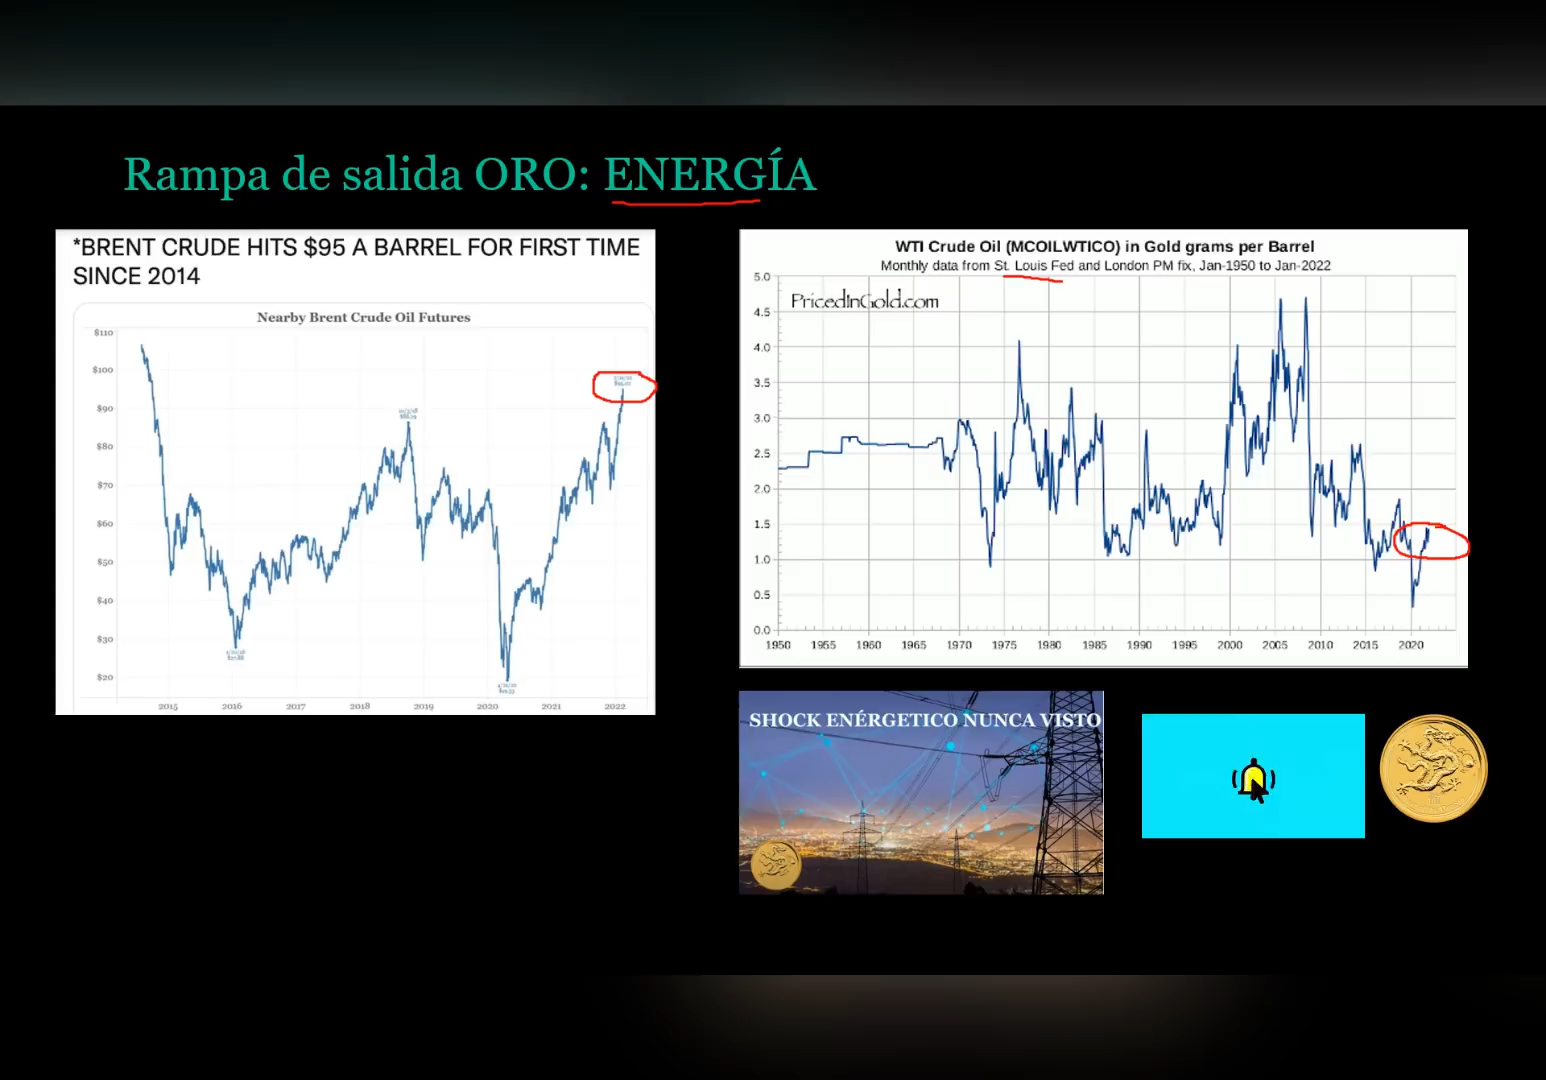 Rampa de salida ORO: ENERGÍA
*BRENT CRUDE HITS $95 A BARREL FOR FIRST TIME
SINCE 2014
Nearby Brent Crude Oil Futures
$110
$100
$90
$80
$70
$60
$50
$40
$30
$20
2015 2016 2017 2018 2019 2020 2021 2022
WTI Crude Oil (MCOILWTICO) in Gold grams per Barrel
Monthly data from St. Louis Fed and London PM fix, Jan-1950 to Jan-2022
PricedInGold.com
5.0
4.5
4.0
3.5
3.0
2.5
2.0
1.5
1.0
0.5
0.0
1950 1955 1960 1965 1970 1975 1980 1985 1990 1995 2000 2005 2010 2015 2020
SHOCK ENÉRGETICO NUNCA VISTO